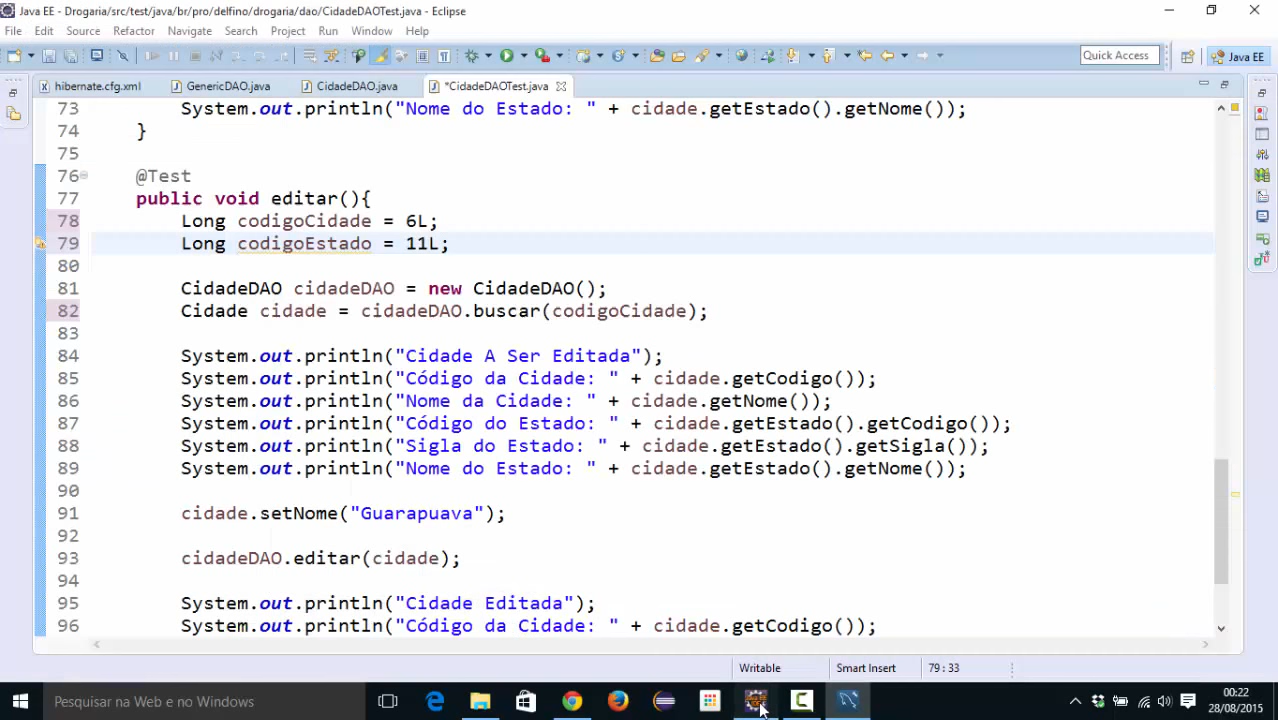 Java EE - Drogaria/src/test/java/br/pro/delfino/drogaria/dao/CidadeDAOTest.java - Eclipse
File Edit Source Refactor Navigate Search Project Run Window Help
Quick Access Java EE
hibernate.cfg.xml GenericDAO.java CidadeDAO.java *CidadeDAOTest.java
73 System.out.println("Nome do Estado: " + cidade.getEstado().getNome());
74 }
75
76 @Test
77 public void editar(){
78 Long codigoCidade = 6L;
79 Long codigoEstado = 11L;
80
81 CidadeDAO cidadeDAO = new CidadeDAO();
82 Cidade cidade = cidadeDAO.buscar(codigoCidade);
83
84 System.out.println("Cidade A Ser Editada");
85 System.out.println("Código da Cidade: " + cidade.getCodigo());
86 System.out.println("Nome da Cidade: " + cidade.getNome());
87 System.out.println("Código do Estado: " + cidade.getEstado().getCodigo());
88 System.out.println("Sigla do Estado: " + cidade.getEstado().getSigla());
89 System.out.println("Nome do Estado: " + cidade.getEstado().getNome());
90
91 cidade.setNome("Guarapuava");
92
93 cidadeDAO.editar(cidade);
94
95 System.out.println("Cidade Editada");
96 System.out.println("Código da Cidade: " + cidade.getCodigo());
Writable Smart Insert 79 : 33
Pesquisar na Web e no Windows
00:22
28/08/2015